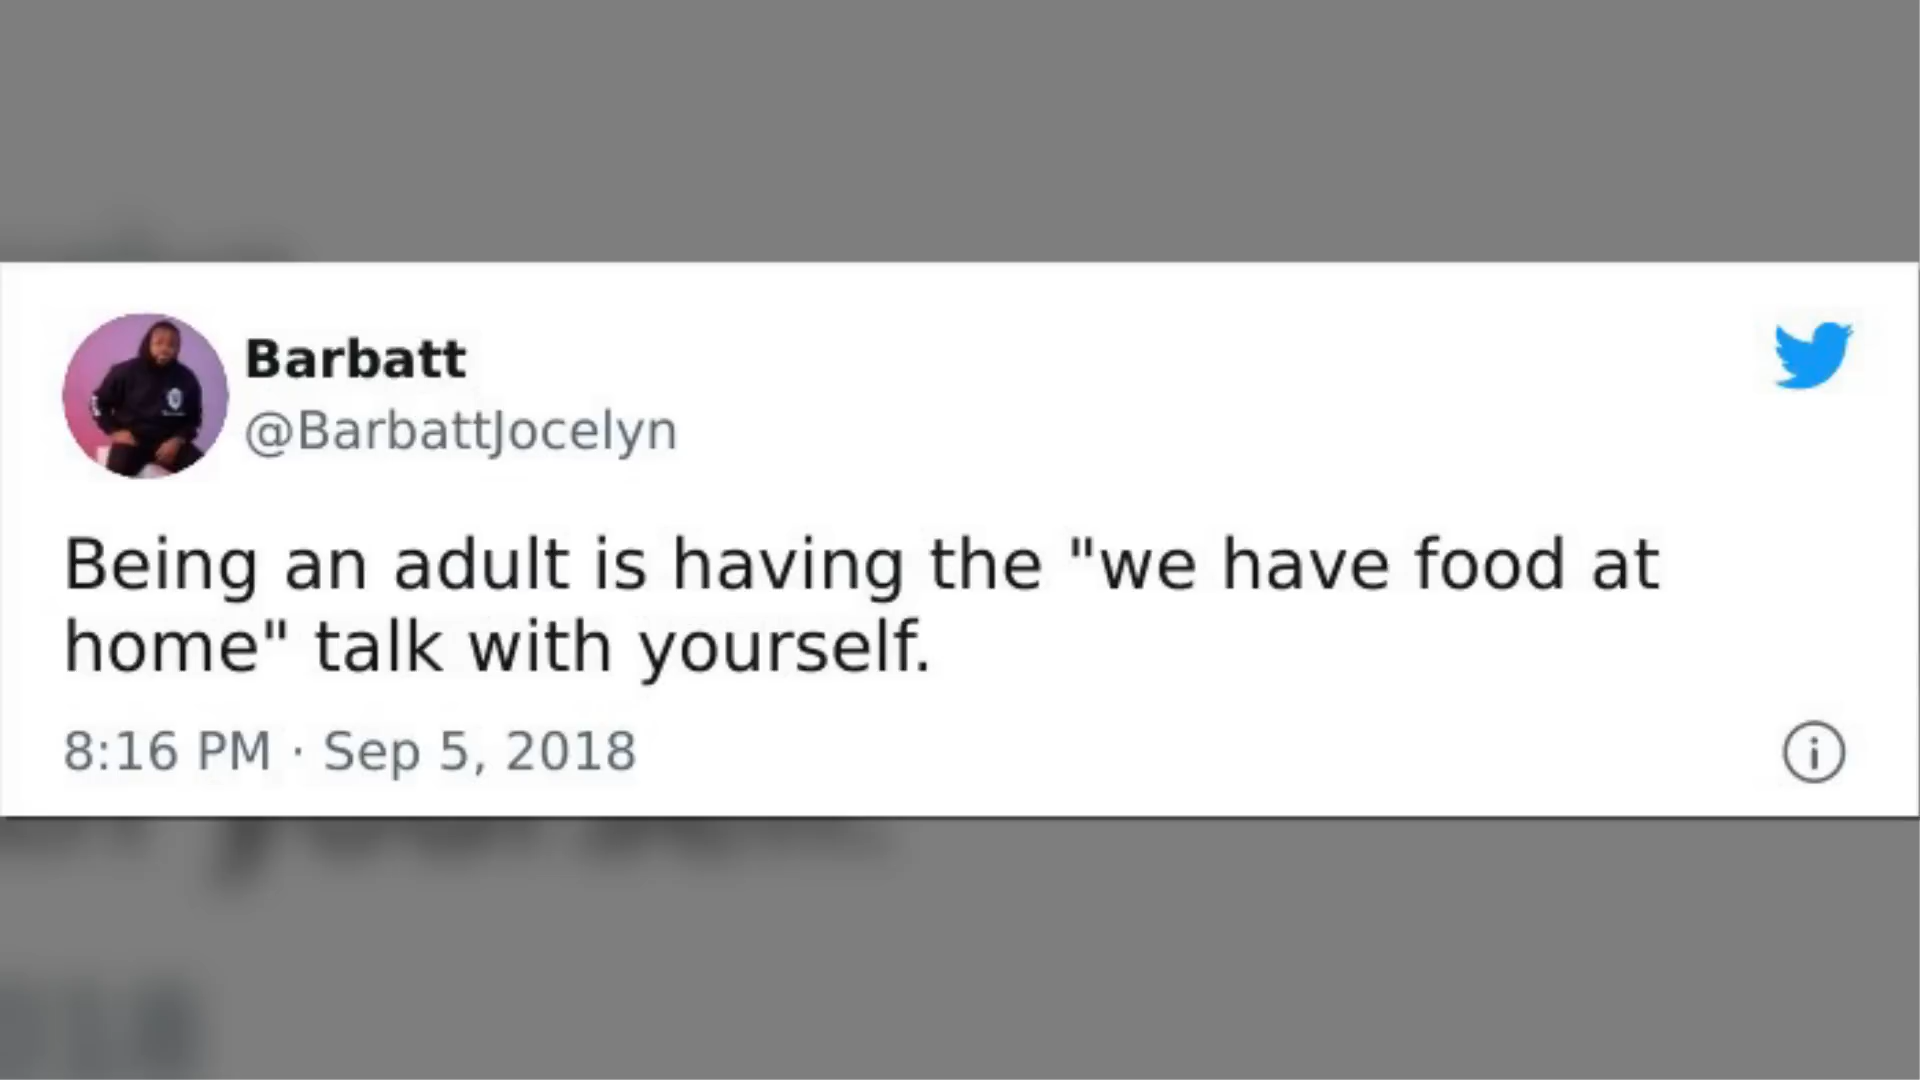 Barbatt
@BarbattJocelyn
Being an adult is having the "we have food at
home" talk with yourself.
8:16 PM · Sep 5, 2018